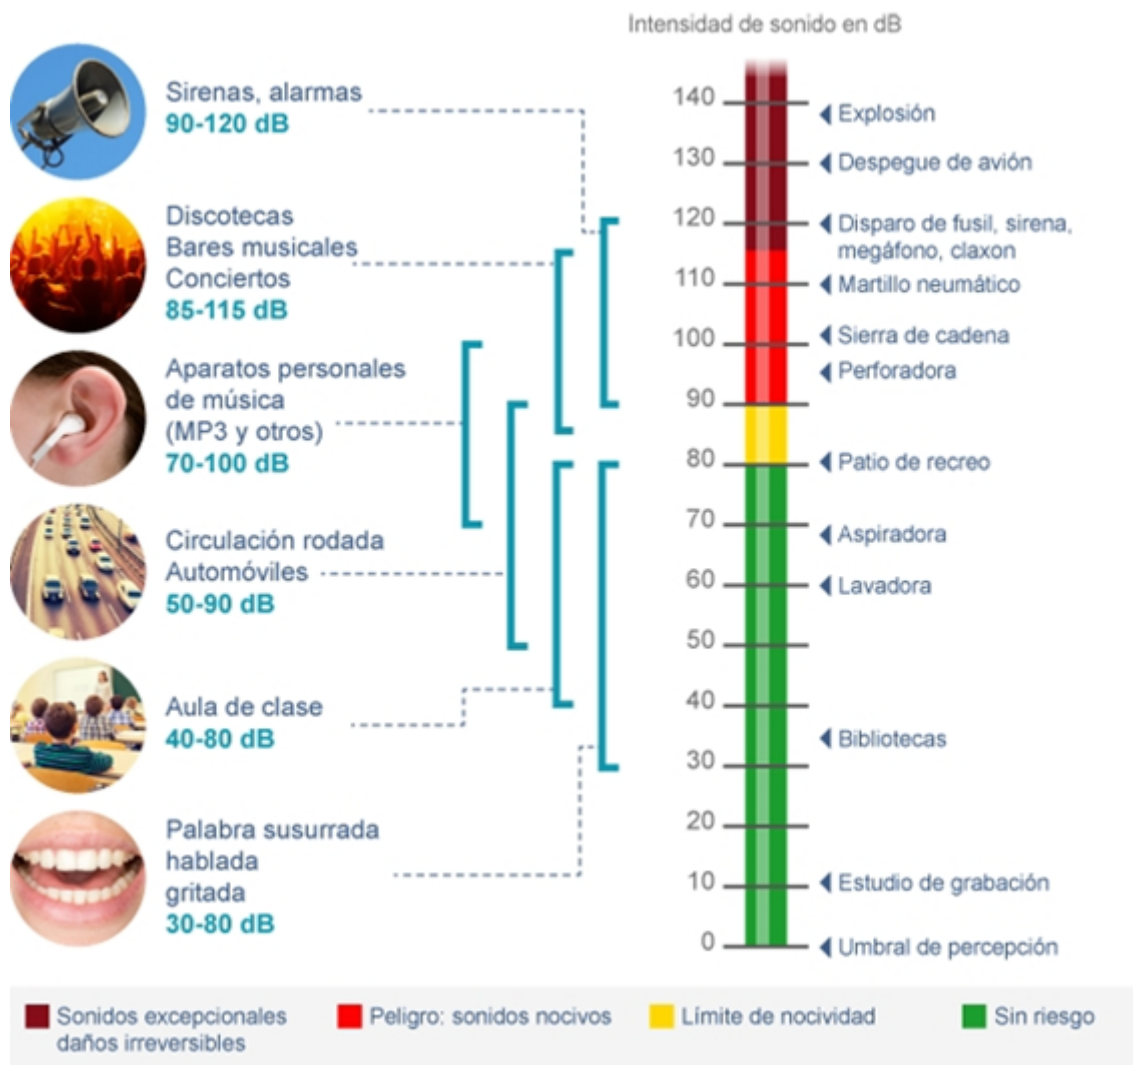 Intensidad de sonido en dB
Sirenas, alarmas
90-120 dB
Discotecas
Bares musicales
Conciertos
85-115 dB
Aparatos personales
de música
(MP3 y otros)
70-100 dB
Circulación rodada
Automóviles
50-90 dB
Aula de clase
40-80 dB
Palabra susurrada
hablada
gritada
30-80 dB
140
130
120
110
100
90
80
70
60
50
40
30
20
10
0
Explosión
Despegue de avión
Disparo de fusil, sirena,
megáfono, claxon
Martillo neumático
Sierra de cadena
Perforadora
Patio de recreo
Aspiradora
Lavadora
Bibliotecas
Estudio de grabación
Umbral de percepción
Sonidos excepcionales
daños irreversibles
Peligro: sonidos nocivos
Límite de nocividad
Sin riesgo